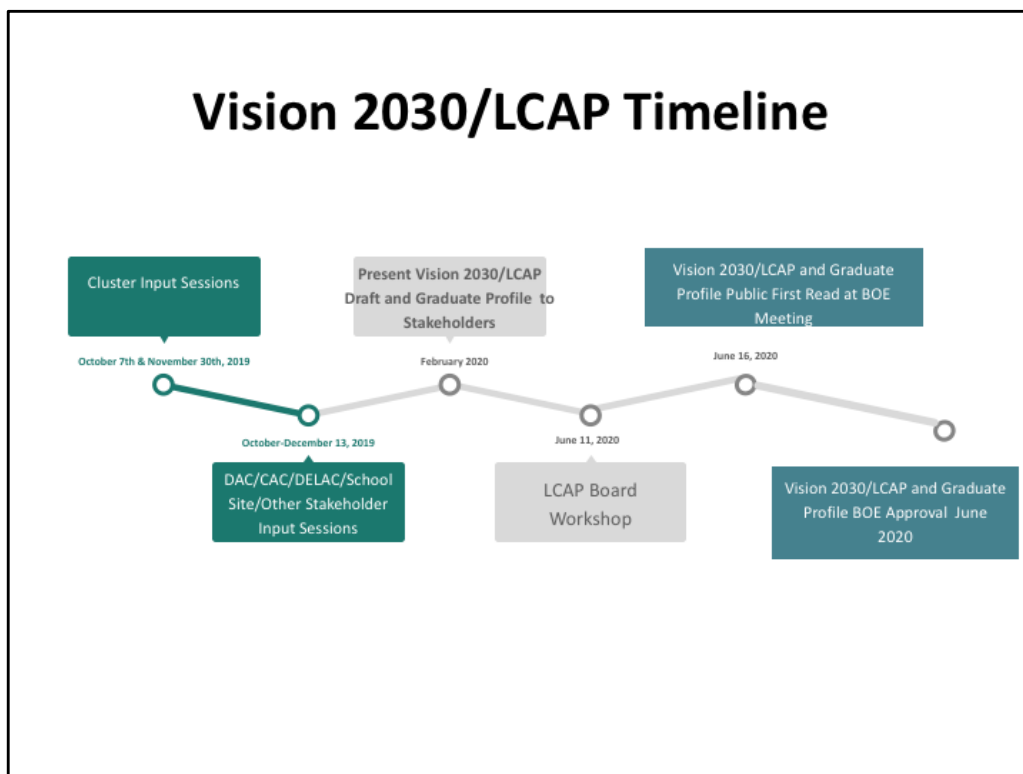 Vision 2030/LCAP Timeline
Cluster Input Sessions
October 7th & November 30th, 2019
October-December 13, 2019
DAC/CAC/DELAC/School
Site/Other Stakeholder
Input Sessions
Present Vision 2030/LCAP
Draft and Graduate Profile to
Stakeholders
February 2020
June 11, 2020
LCAP Board
Workshop
Vision 2030/LCAP and Graduate
Profile Public First Read at BOE
Meeting
June 16, 2020
Vision 2030/LCAP and Graduate
Profile BOE Approval June
2020